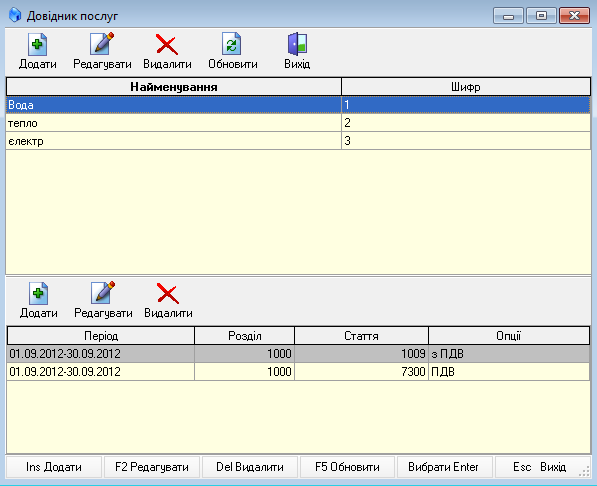 Довідник послуг
Додати Редагувати Видалити Обновити Вихід
Найменування Шифр
Вода 1
тепло 2
єлектр 3
Додати Редагувати Видалити
Період Розділ Стаття Опції
01.09.2012-30.09.2012 1000 1009 з ПДВ
01.09.2012-30.09.2012 1000 7300 ПДВ
Ins Додати F2 Редагувати Del Видалити F5 Обновити Вибрати Enter Esc Вихід